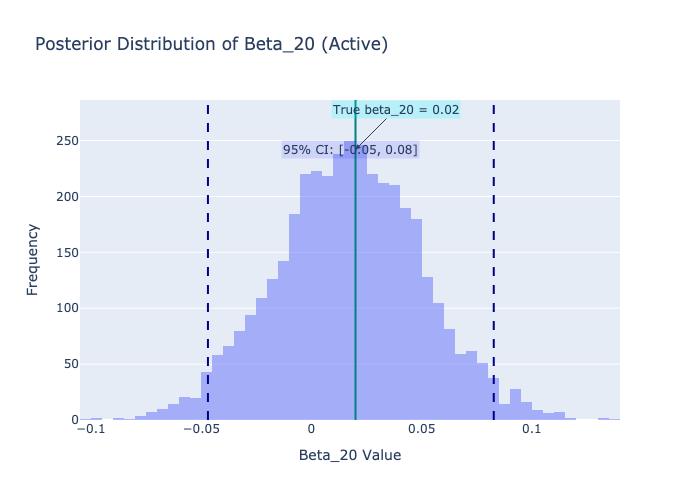 Posterior Distribution of Beta_20 (Active)
True beta_20 = 0.02
95% CI: [-0.05, 0.08]
250
200
150
100
50
0
Frequency
−0.1
−0.05
0
0.05
0.1
Beta_20 Value